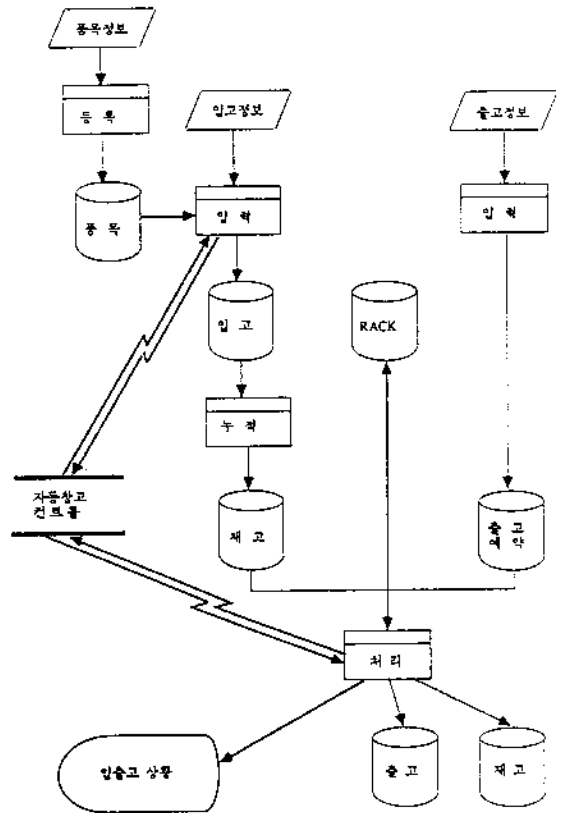 품목정보
등 록
입고정보
출고정보
품 목
입 력
입 력
입 고
RACK
누 적
자동창고
컨트롤
재 고
출 고
예 약
처 리
입출고 상황
출 고
재 고